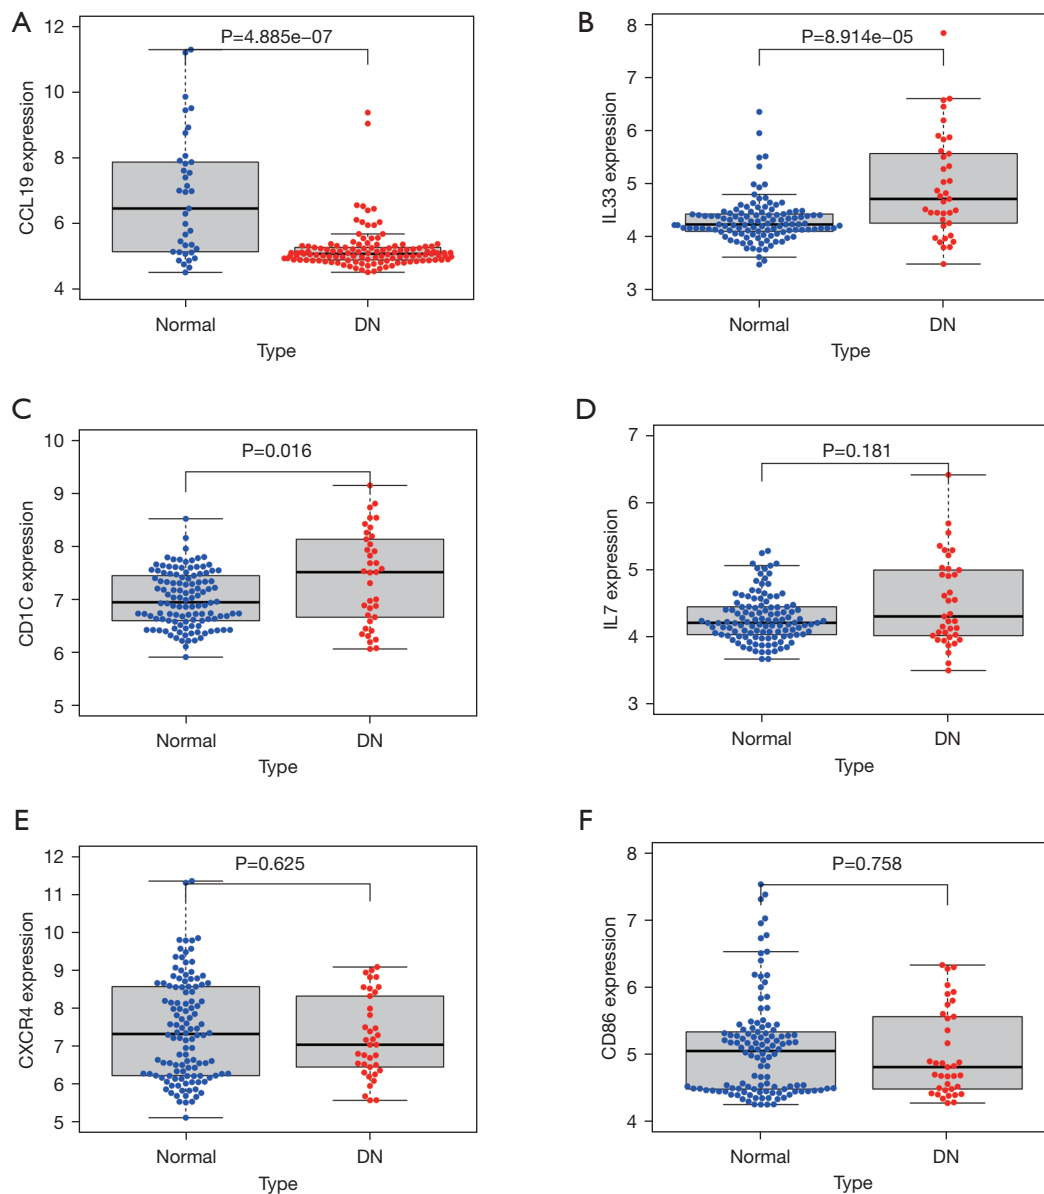 A
P=4.885e−07
CCL19 expression
12
10
8
6
4
Normal
DN
Type
B
P=8.914e−05
IL33 expression
8
7
6
5
4
3
Normal
DN
Type
C
P=0.016
CD1C expression
10
9
8
7
6
5
Normal
DN
Type
D
P=0.181
IL7 expression
7
6
5
4
3
Normal
DN
Type
E
P=0.625
CXCR4 expression
12
11
10
9
8
7
6
5
Normal
DN
Type
F
P=0.758
CD86 expression
8
7
6
5
4
Normal
DN
Type